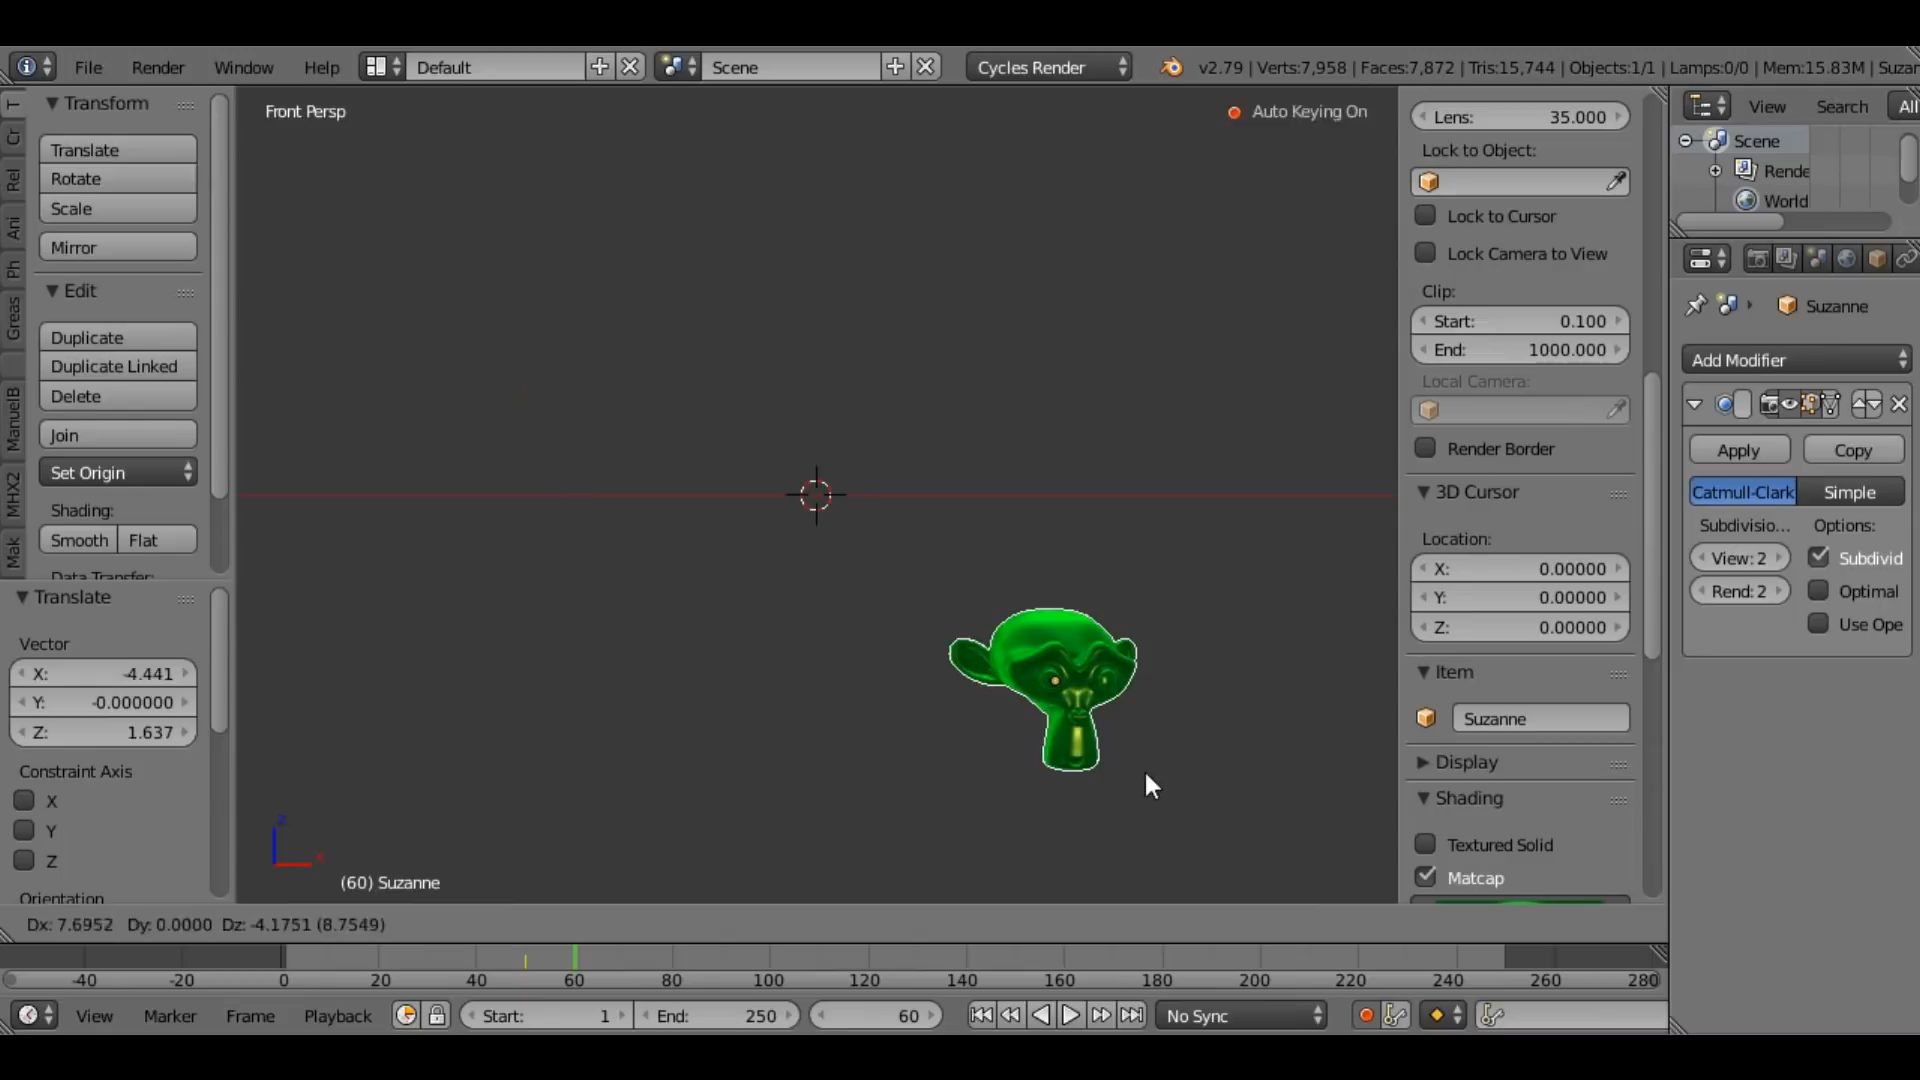 File Render Window Help Default Scene Cycles Render v2.79 | Verts:7,958 | Faces:7,872 | Tris:15,744 | Objects:1/1 | Lamps:0/0 | Mem:15.83M | Suzan
T
Cr
Rel
Ani
Ph
Greas
ManuelB
MHX2
Mak
Transform
Translate
Rotate
Scale
Mirror
Edit
Duplicate
Duplicate Linked
Delete
Join
Set Origin
Shading:
Smooth Flat
Data Transfer:
Translate
Vector
X: -4.441
Y: -0.000000
Z: 1.637
Constraint Axis
X
Y
Z
Orientation
Front Persp
Auto Keying On
z
x
(60) Suzanne
Lens: 35.000
Lock to Object:
Lock to Cursor
Lock Camera to View
Clip:
Start: 0.100
End: 1000.000
Local Camera:
Render Border
3D Cursor
Location:
X: 0.00000
Y: 0.00000
Z: 0.00000
Item
Suzanne
Display
Shading
Textured Solid
Matcap
View Search All
Scene
Rende
World
Suzanne
Add Modifier
Apply Copy
Catmull-Clark Simple
Subdivisio... Options:
View: 2 Subdivid
Rend: 2 Optimal
Use Ope
Dx: 7.6952 Dy: 0.0000 Dz: -4.1751 (8.7549)
-40 -20 0 20 40 60 80 100 120 140 160 180 200 220 240 260 280
View Marker Frame Playback Start: 1 End: 250 60 No Sync